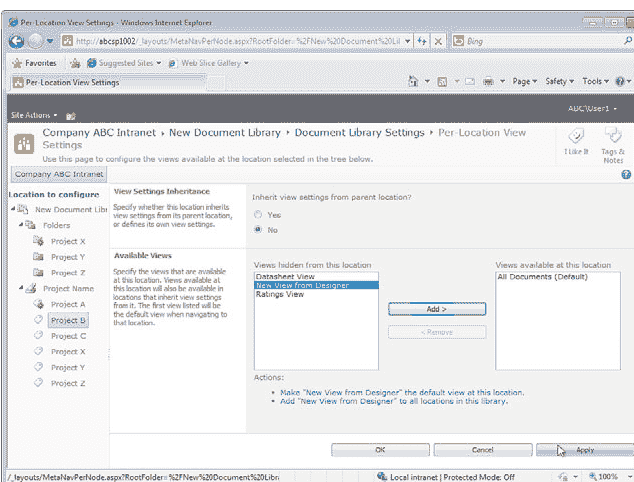 Per-Location View Settings - Windows Internet Explorer
http://abcsp1002/_layouts/MetaNavPerNode.aspx?RootFolder=%2FNew%20Document%20Lil
Bing
Favorites Suggested Sites Web Slice Gallery
Per-Location View Settings
Page Safety Tools
ABC\User1
Site Actions
Company ABC Intranet New Document Library Document Library Settings Per-Location View
Settings
Use this page to configure the views available at the location selected in the tree below.
I Like It
Tags &
Notes
Company ABC Intranet
Location to configure
New Document Libr
Folders
Project X
Project Y
Project Z
Project Name
Project A
Project B
Project C
Project X
Project Y
Project Z
View Settings Inheritance
Specify whether this location inherits
view settings from its parent location,
or defines its own view settings.
Inherit view settings from parent location?
Yes
No
Available Views
Specify the views that are available
at this location. Views available at
this location will also be available in
locations that inherit view settings
from it. The first view listed will be
the default view when navigating to
that location.
Views hidden from this location
Datasheet View
New View from Designer
Ratings View
Add >
< Remove
Views available at this location
All Documents (Default)
Actions:
Make "New View from Designer" the default view at this location.
Add "New View from Designer" to all locations in this library.
OK Cancel Apply
/_layouts/MetaNavPerNode.aspx?RootFolder=%2FNew%20Document%20Libra
Local intranet | Protected Mode: Off
100%